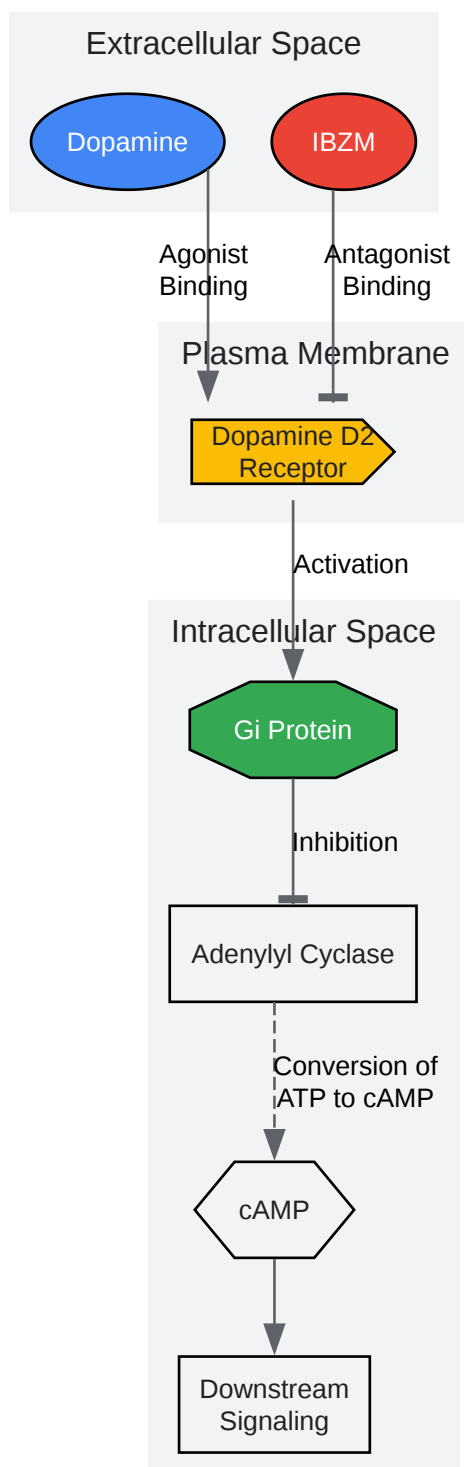 Extracellular Space
Dopamine
IBZM
Agonist
Binding
Antagonist
Binding
Plasma Membrane
Dopamine D2
Receptor
Activation
Intracellular Space
Gi Protein
Inhibition
Adenylyl Cyclase
Conversion of
ATP to cAMP
cAMP
Downstream
Signaling